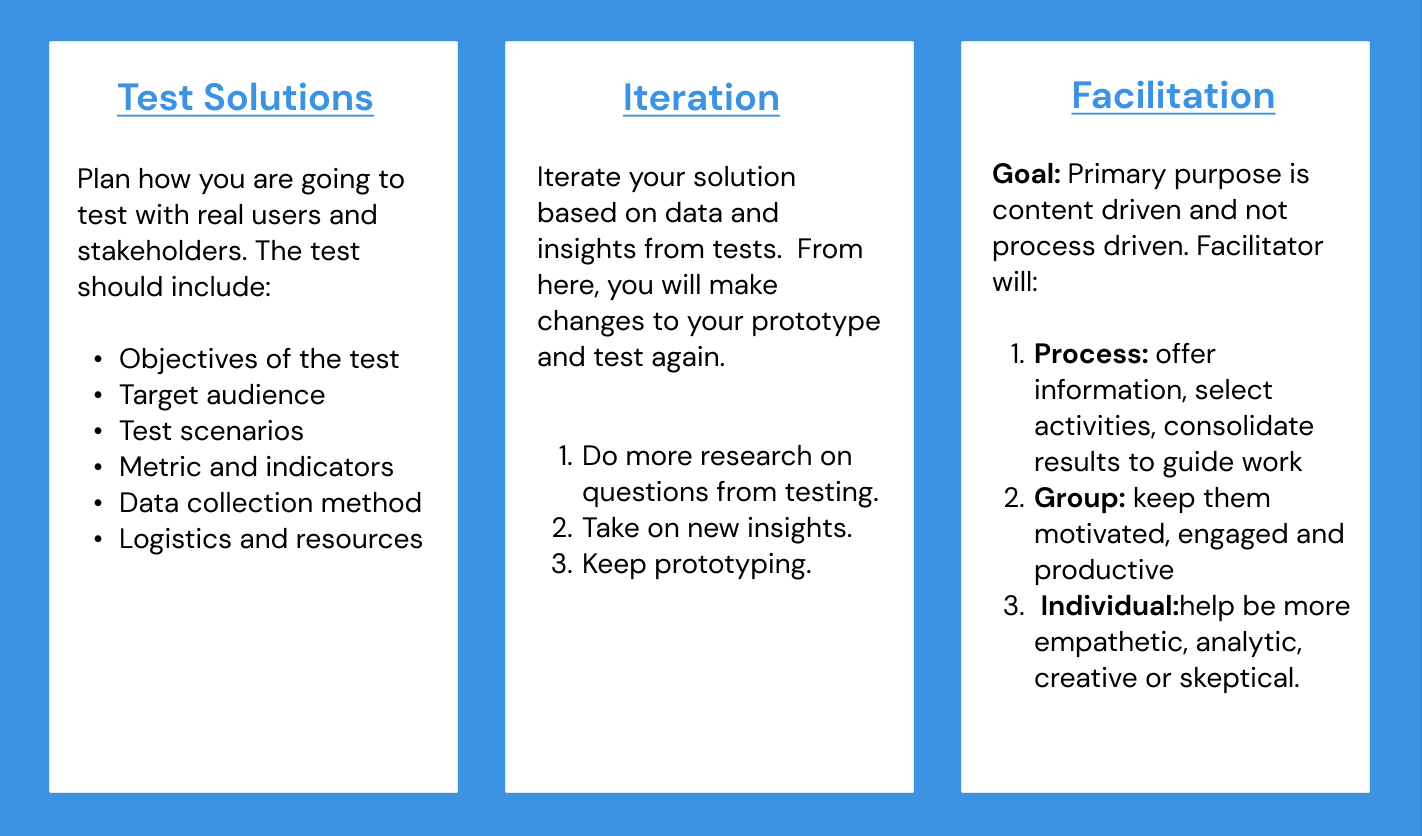 Test Solutions
Plan how you are going to
test with real users and
stakeholders. The test
should include:
• Objectives of the test
• Target audience
• Test scenarios
• Metric and indicators
• Data collection method
• Logistics and resources
Iteration
Iterate your solution
based on data and
insights from tests.  From
here, you will make
changes to your prototype
and test again.
1. Do more research on
questions from testing.
2. Take on new insights.
3. Keep prototyping.
Facilitation
Goal: Primary purpose is
content driven and not
process driven. Facilitator
will:
1. Process: offer
information, select
activities, consolidate
results to guide work
2. Group: keep them
motivated, engaged and
productive
3.  Individual:help be more
empathetic, analytic,
creative or skeptical.